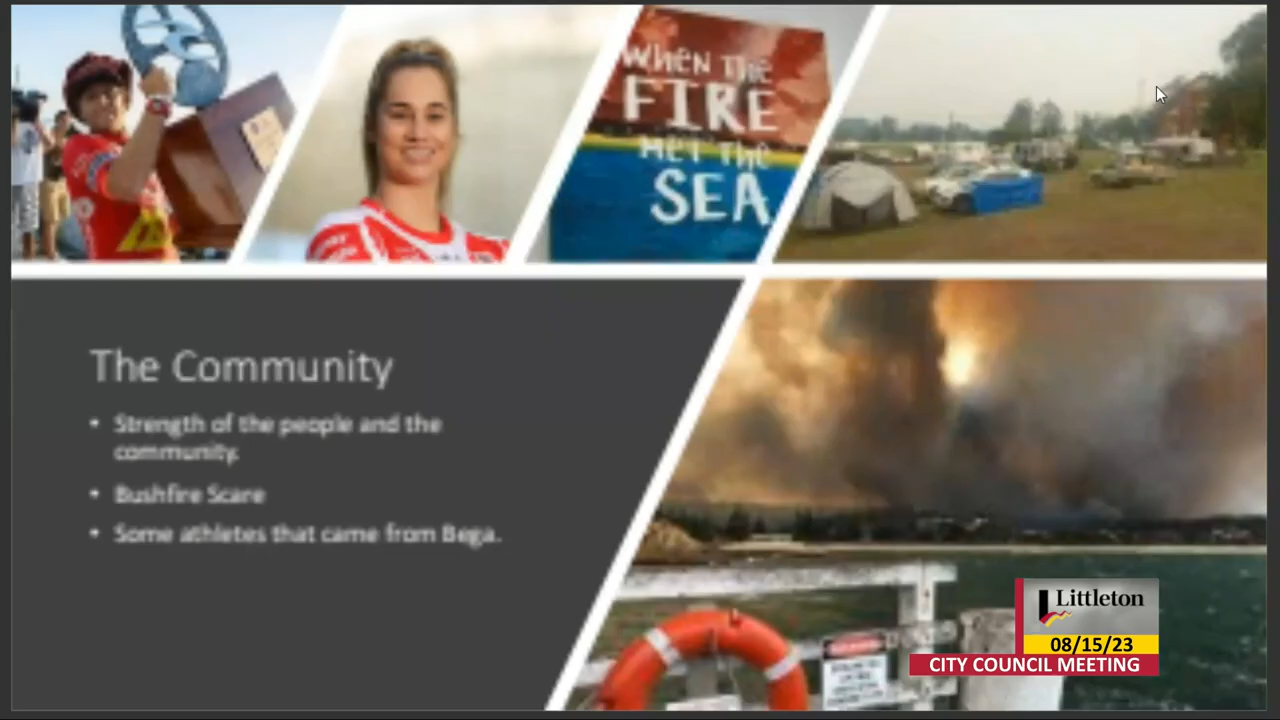 WHEN THE
FIRE
MET THE
SEA
The Community
• Strength of the people and the
community.
• Bushfire Scare
• Some athletes that came from Bega.
Littleton
08/15/23
CITY COUNCIL MEETING